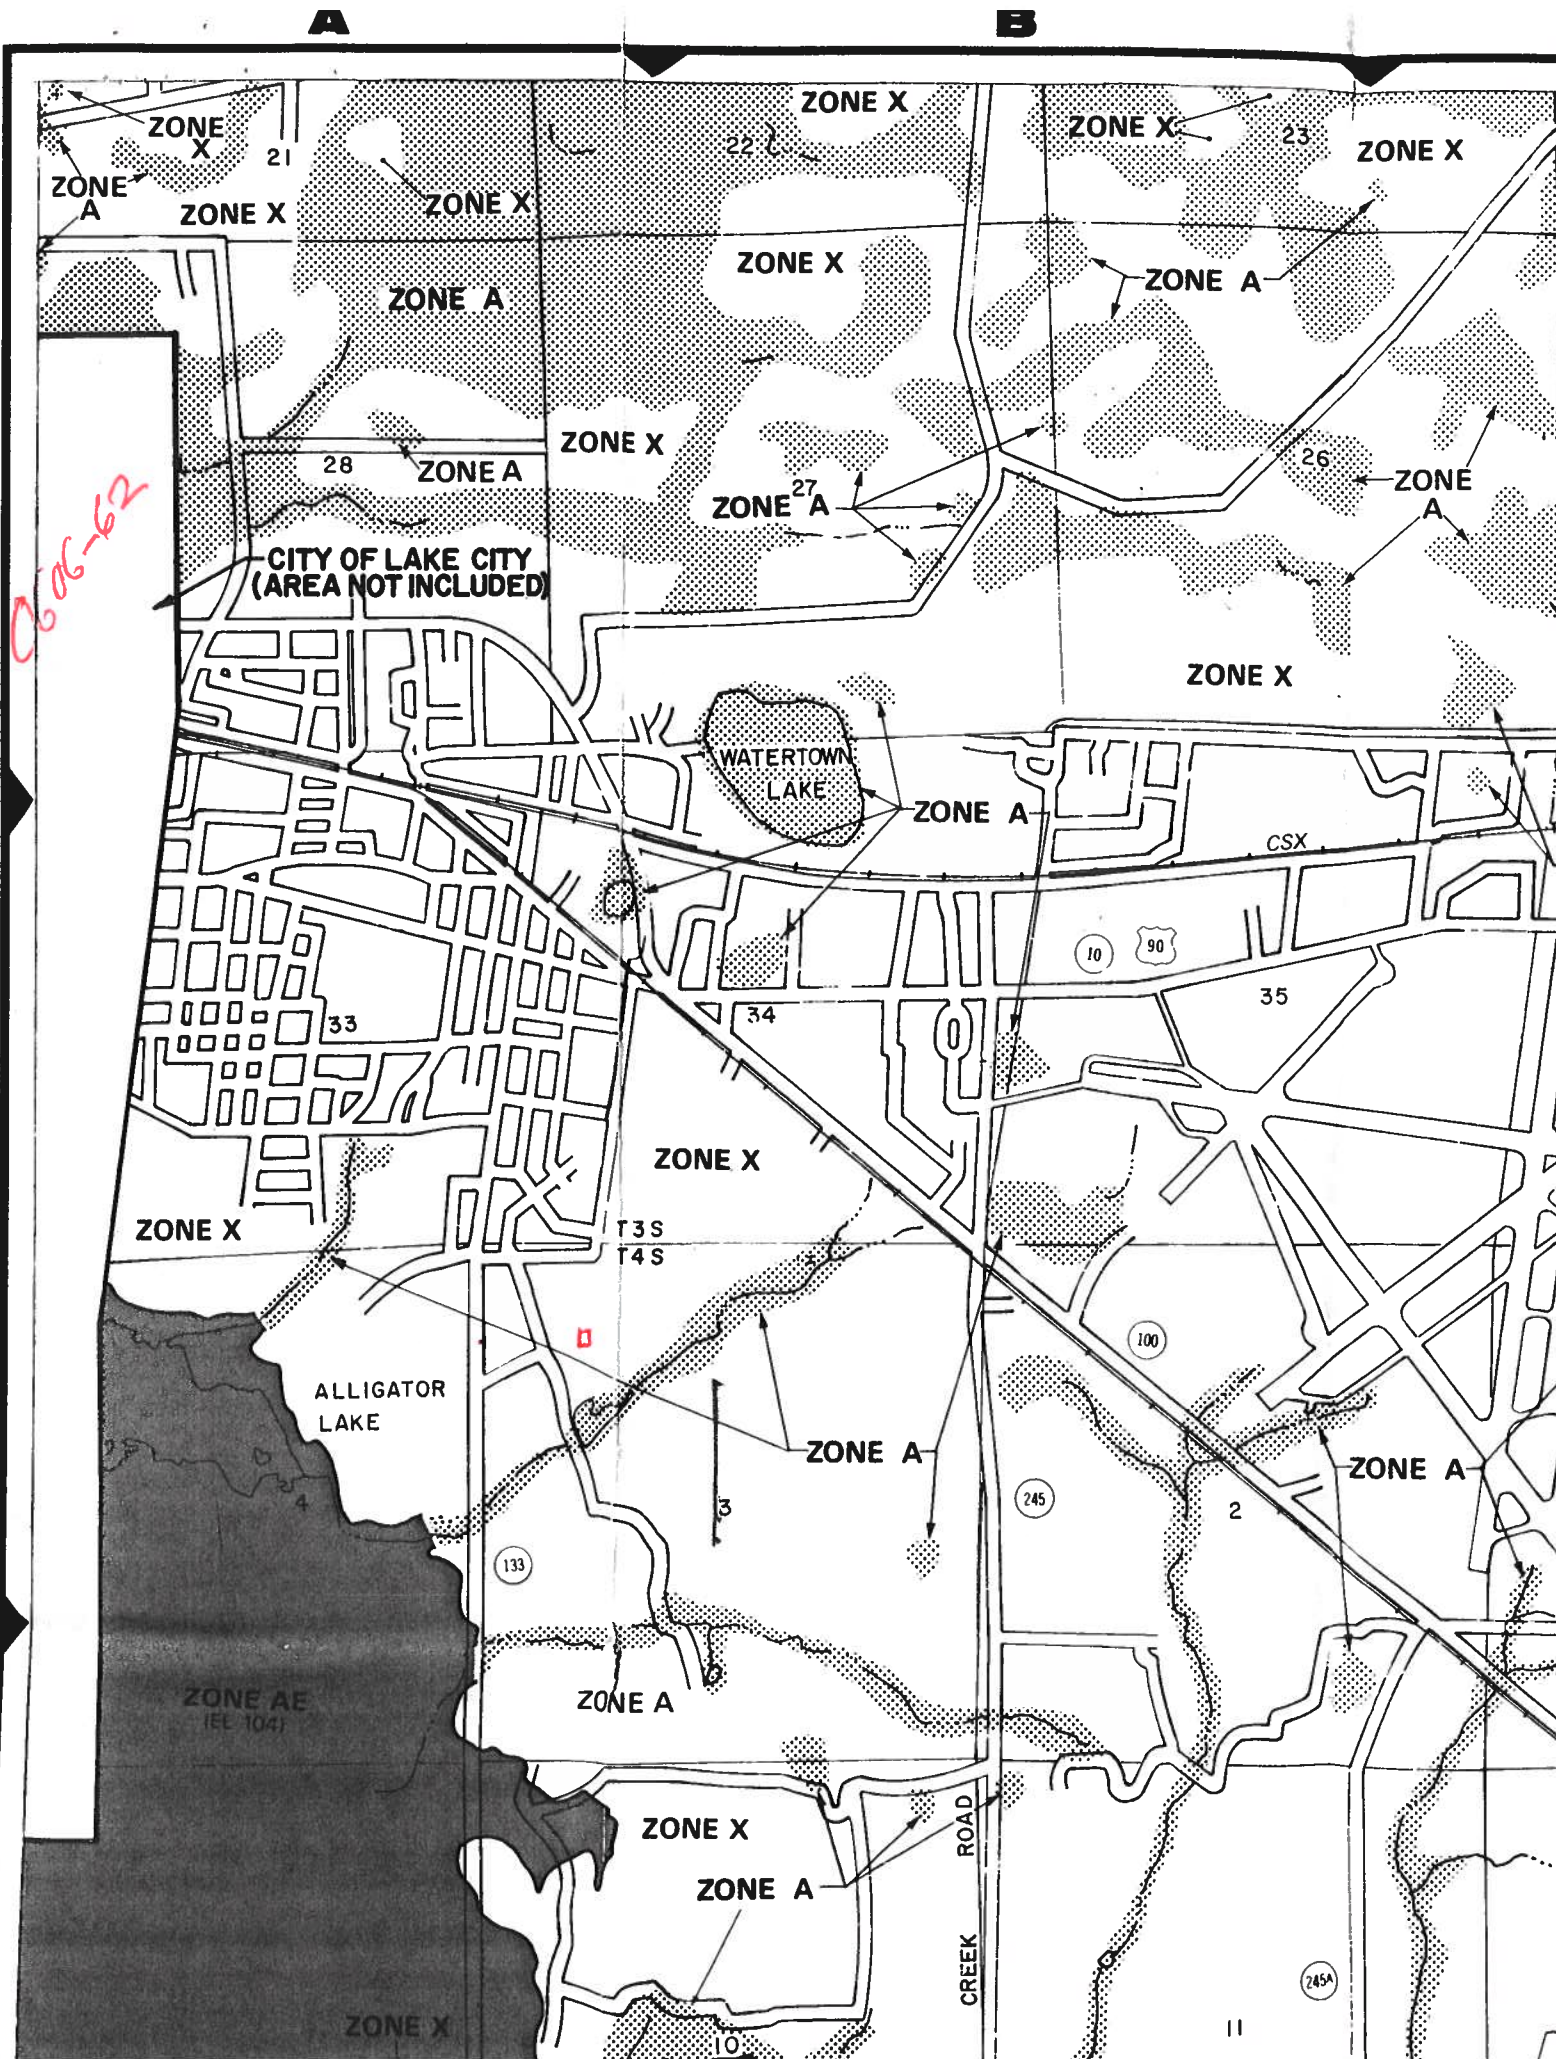 A
B
ZONE X
ZONE
X
21
ZONE X
22
ZONE X
23
ZONE X
ZONE
A
ZONE X
ZONE X
ZONE A
ZONE X
ZONE A
ZONE X
28
ZONE A
27
ZONE A
26
ZONE
A
CITY OF LAKE CITY
(AREA NOT INCLUDED)
ZONE X
WATERTOWN
LAKE
ZONE A
CSX
10
90
35
33
34
ZONE X
ZONE X
T3S
T4S
100
ALLIGATOR
LAKE
ZONE A
ZONE A
4
3
245
2
133
ZONE AE
(EL 104)
ZONE A
ZONE X
ZONE A
CREEK ROAD
245A
ZONE X
10
11